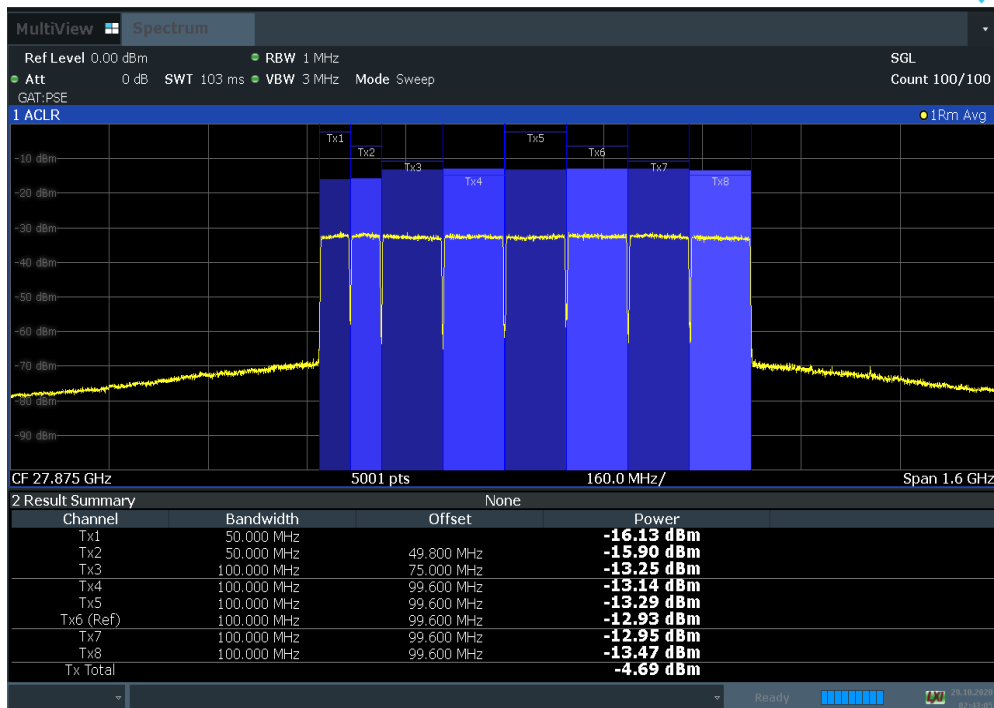 MultiView Spectrum
Ref Level 0.00 dBm RBW 1 MHz SGL
Att 0 dB SWT 103 ms VBW 3 MHz Mode Sweep Count 100/100
GAT:PSE
1 ACLR 1Rm Avg
Tx1 Tx5
Tx2 Tx6
-10 dBm
Tx3 Tx7
Tx4 Tx8
-20 dBm
-30 dBm
-40 dBm
-50 dBm
-60 dBm
-70 dBm
-80 dBm
-90 dBm
CF 27.875 GHz 5001 pts 160.0 MHz/ Span 1.6 GHz
2 Result Summary None
Channel Bandwidth Offset Power
Tx1 50.000 MHz -16.13 dBm
Tx2 50.000 MHz 49.800 MHz -15.90 dBm
Tx3 100.000 MHz 75.000 MHz -13.25 dBm
Tx4 100.000 MHz 99.600 MHz -13.14 dBm
Tx5 100.000 MHz 99.600 MHz -13.29 dBm
Tx6 (Ref) 100.000 MHz 99.600 MHz -12.93 dBm
Tx7 100.000 MHz 99.600 MHz -12.95 dBm
Tx8 100.000 MHz 99.600 MHz -13.47 dBm
Tx Total -4.69 dBm
Ready LXI 29.10.2020
02:43:05